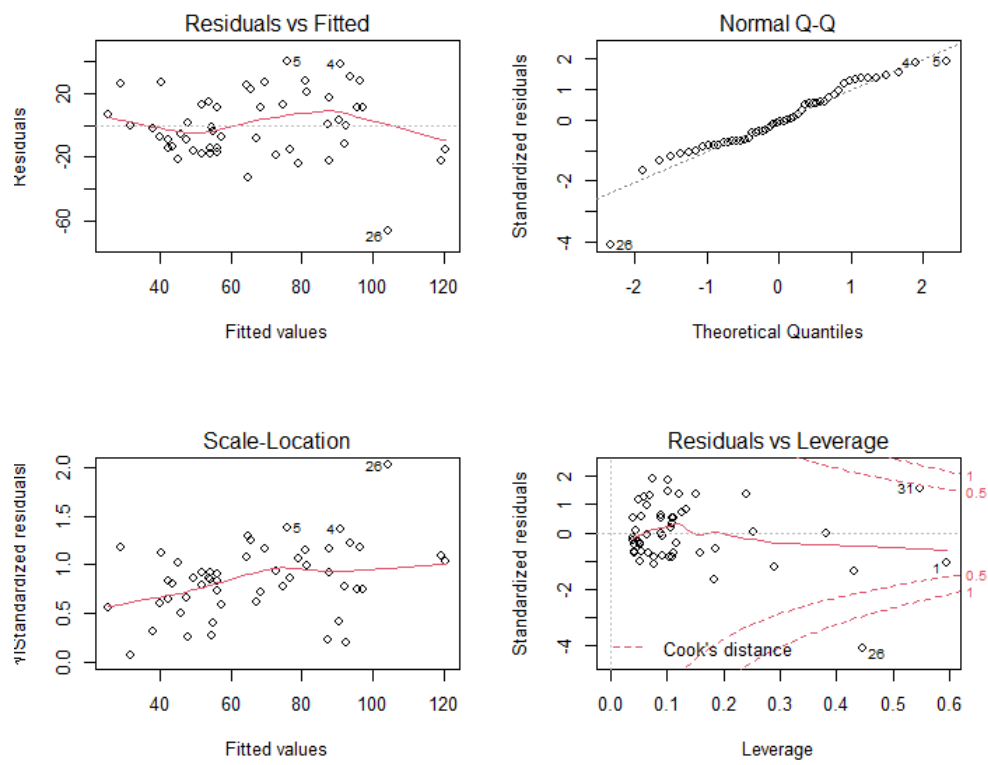 Residuals vs Fitted
Residuals
20
-20
-60
5
4
26
40 60 80 100 120
Fitted values
Normal Q-Q
Standardized residuals
2
1
0
-2
-4
4
5
26
-2 -1 0 1 2
Theoretical Quantiles
Scale-Location
√|Standardized residuals|
2.0
1.5
1.0
0.5
0.0
26
5
4
40 60 80 100 120
Fitted values
Residuals vs Leverage
Standardized residuals
2
1
0
-2
-4
31
1
26
1
0.5
0.5
1
Cook's distance
0.0 0.1 0.2 0.3 0.4 0.5 0.6
Leverage